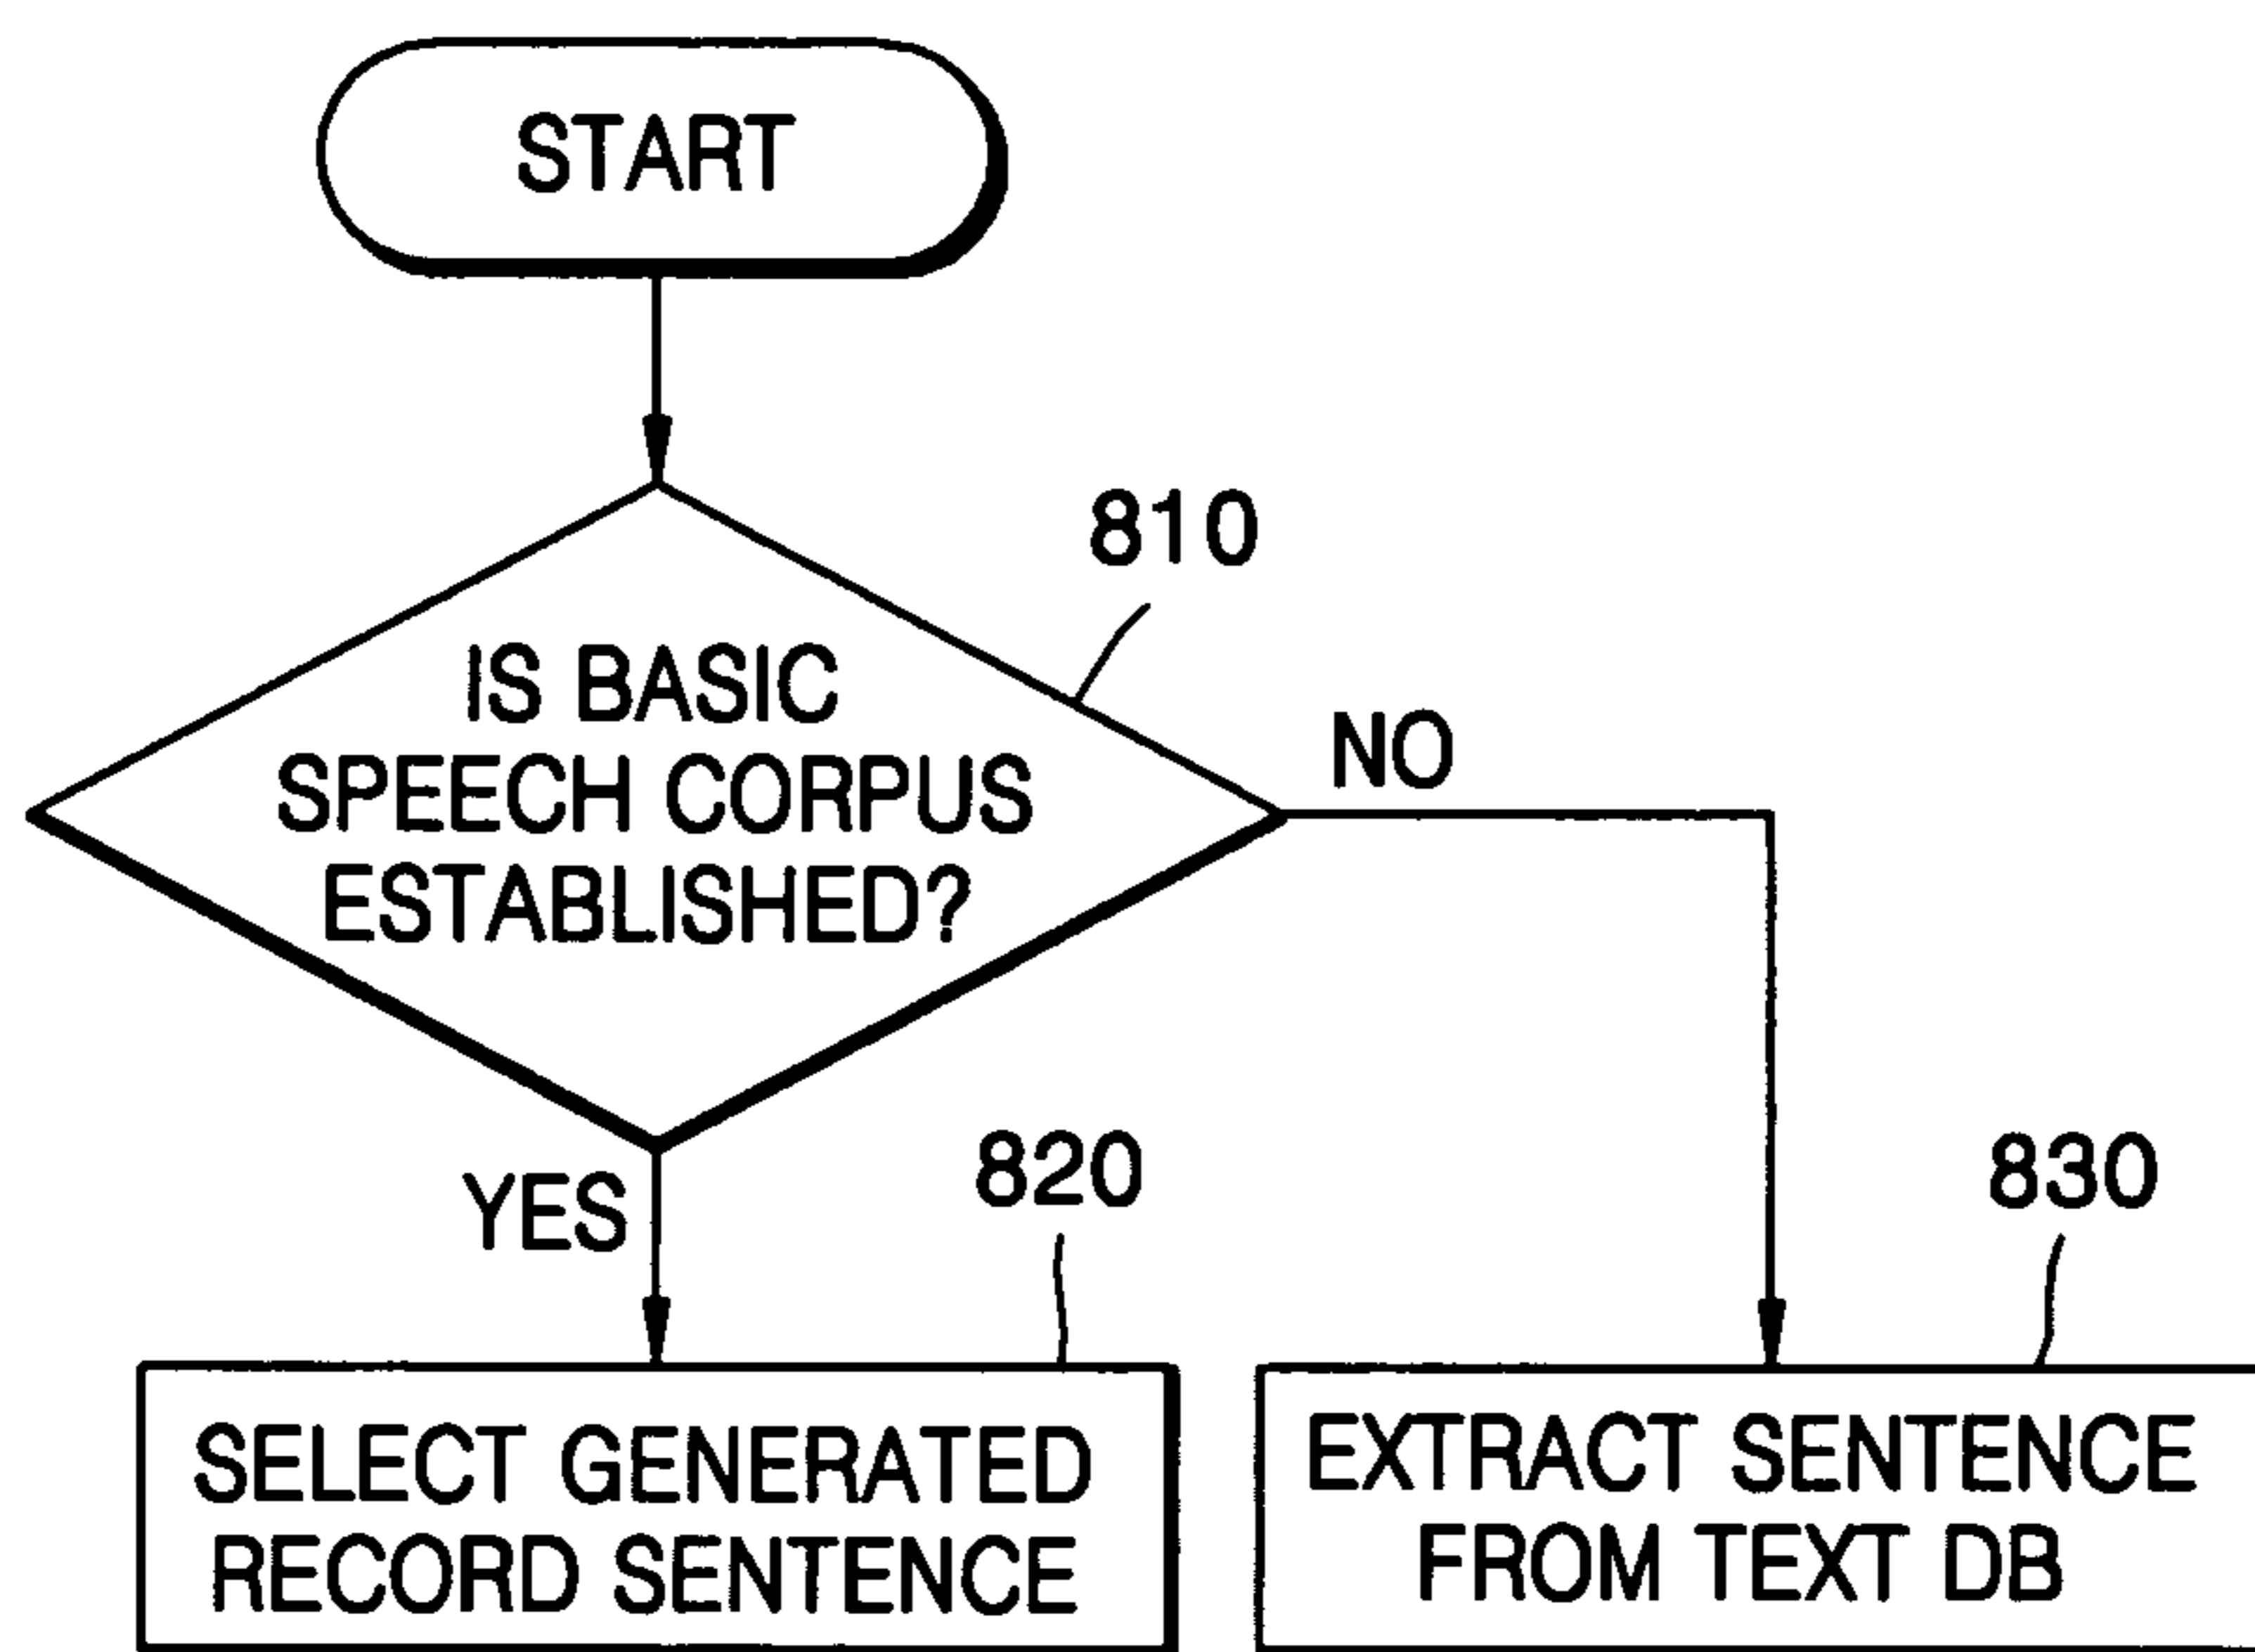 START
810
IS BASIC
SPEECH CORPUS
ESTABLISHED?
NO
YES
820
830
SELECT GENERATED
RECORD SENTENCE
EXTRACT SENTENCE
FROM TEXT DB